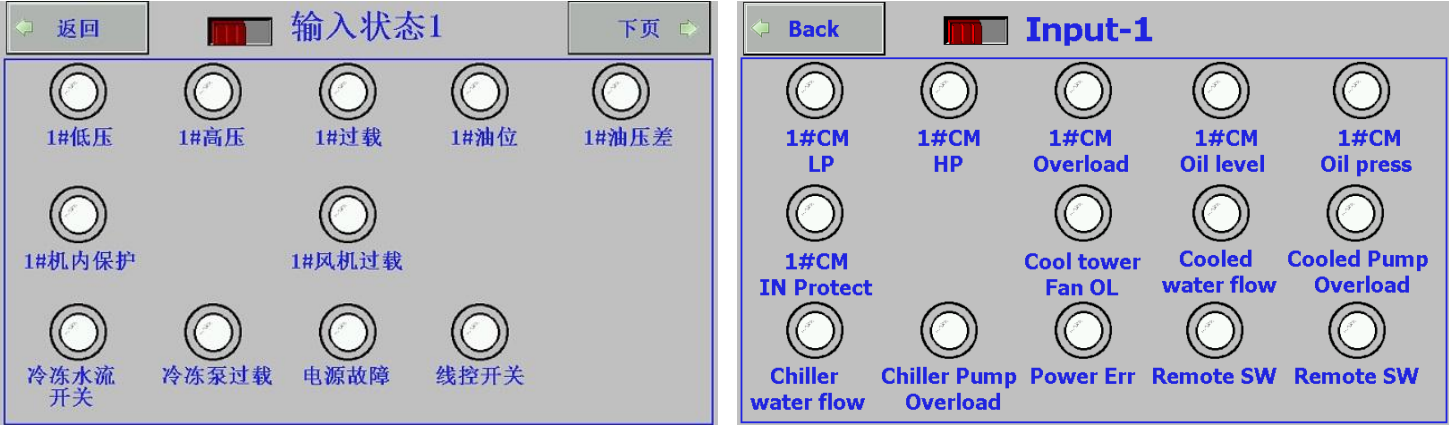 返回
输入状态1
下页
1#低压
1#高压
1#过载
1#油位
1#油压差
1#机内保护
1#风机过载
冷冻水流
开关
冷冻泵过载
电源故障
线控开关
Back
Input-1
1#CM
LP
1#CM
HP
1#CM
Overload
1#CM
Oil level
1#CM
Oil press
1#CM
IN Protect
Cool tower
Fan OL
Cooled
water flow
Cooled Pump
Overload
Chiller
water flow
Chiller Pump
Overload
Power Err
Remote SW
Remote SW